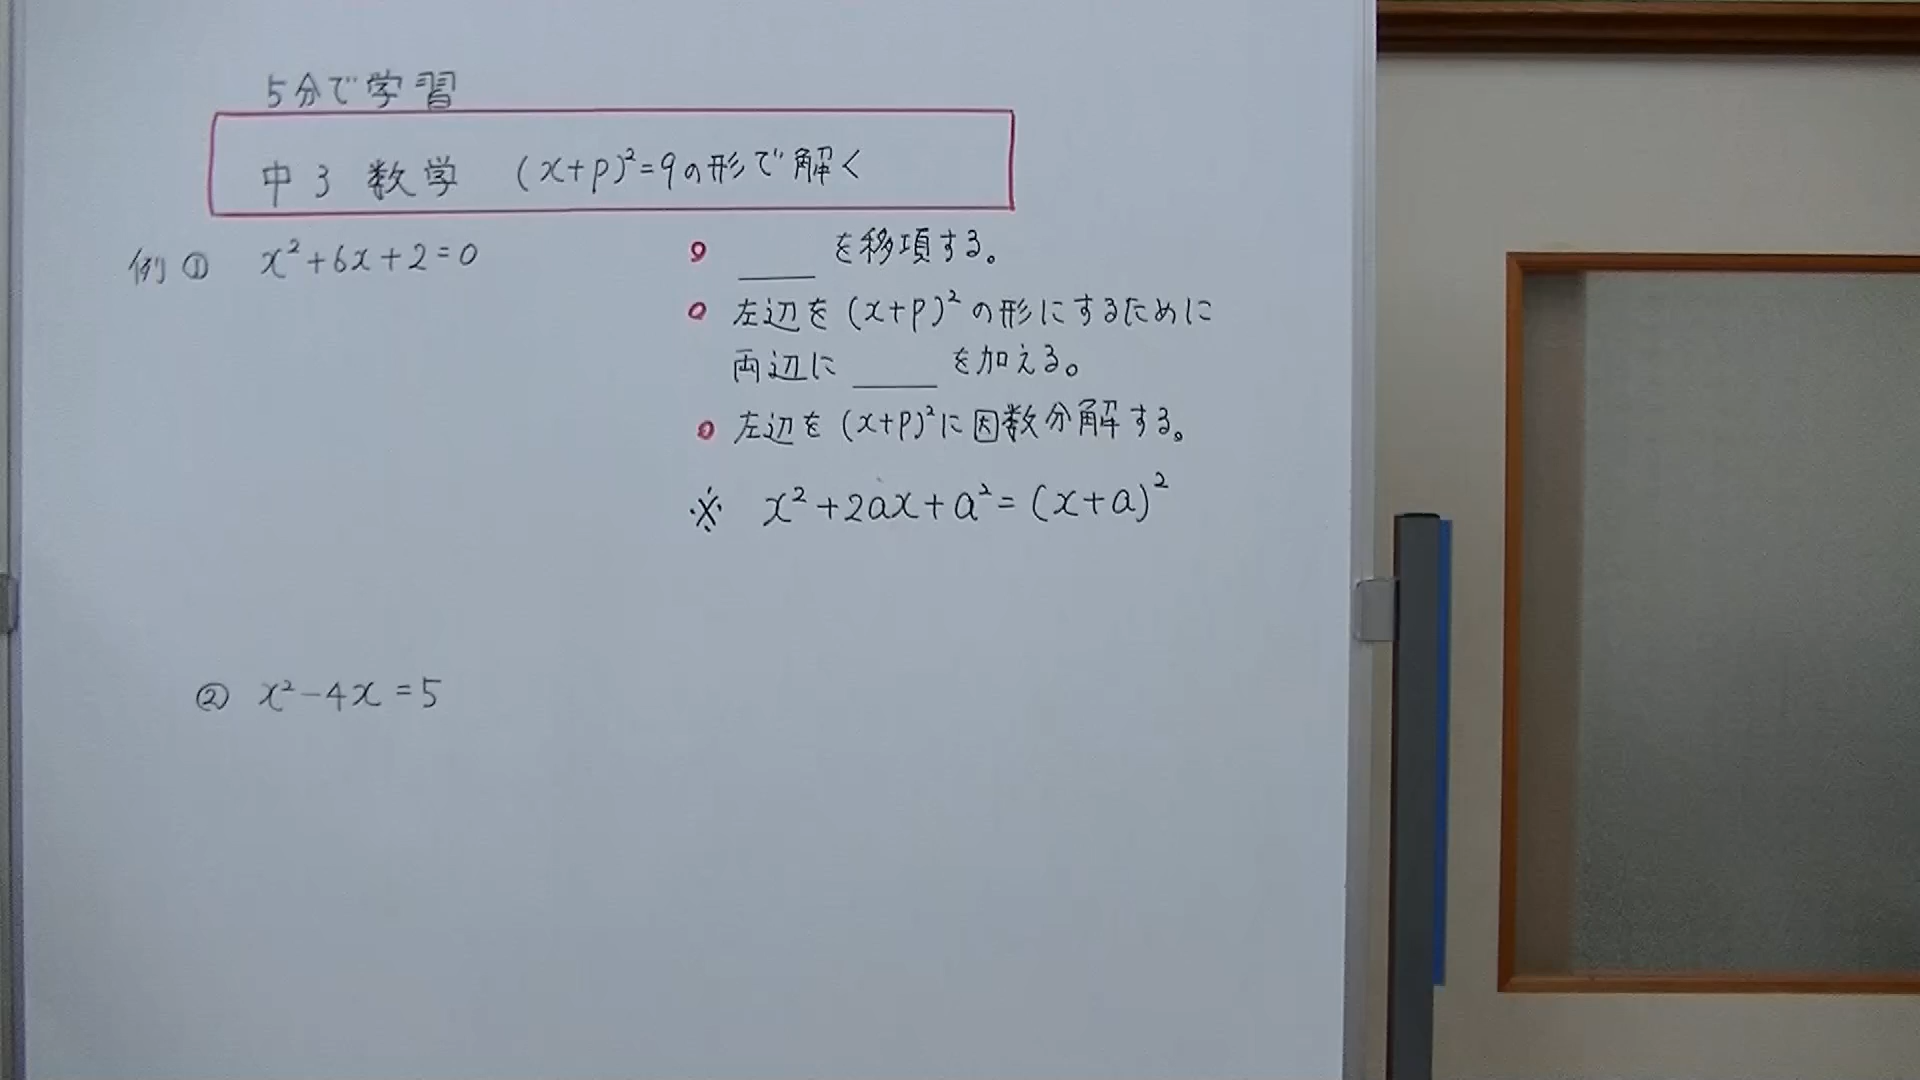 5分で学習
中3 数学 (x+p)²=9の形で解く
例① x²+6x+2=0
° ____ を移項する。
° 左辺を(x+p)²の形にするために
両辺に ____ を加える。
° 左辺を(x+p)²に因数分解する。
※ x²+2ax+a²=(x+a)²
② x²-4x=5